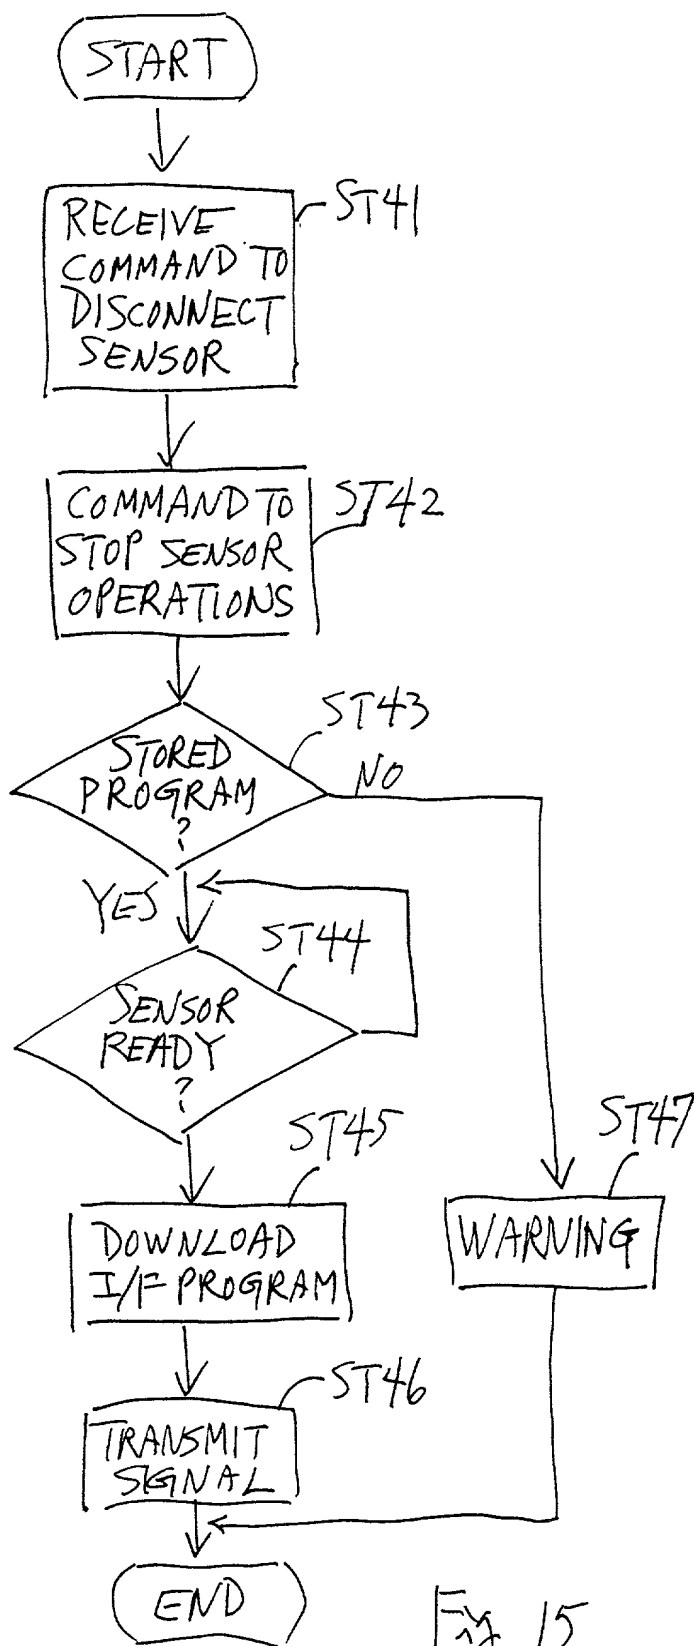 START
ST41
RECEIVE
COMMAND TO
DISCONNECT
SENSOR
ST42
COMMAND TO
STOP SENSOR
OPERATIONS
ST43
STORED
PROGRAM
?
NO
YES
ST44
SENSOR
READY
?
ST45
DOWNLOAD
I/F PROGRAM
ST47
WARNING
ST46
TRANSMIT
SIGNAL
END
Fig. 15